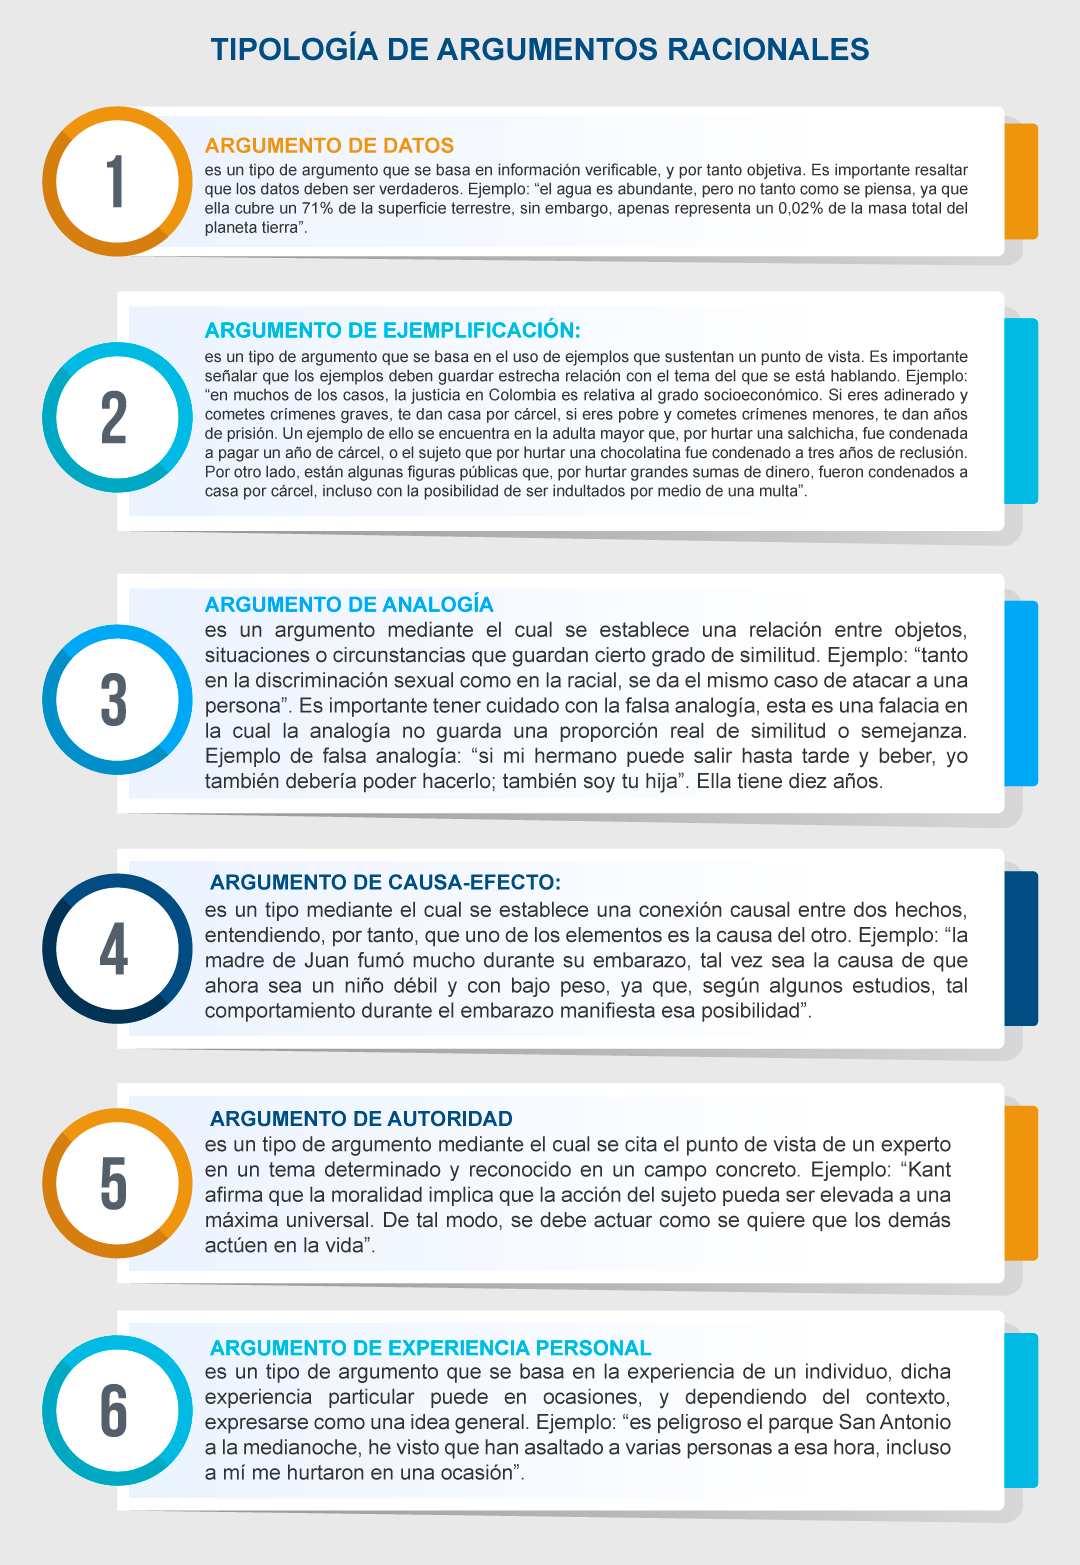 TIPOLOGÍA DE ARGUMENTOS RACIONALES
1
ARGUMENTO DE DATOS
es un tipo de argumento que se basa en información verificable, y por tanto objetiva. Es importante resaltar
que los datos deben ser verdaderos. Ejemplo: “el agua es abundante, pero no tanto como se piensa, ya que
ella cubre un 71% de la superficie terrestre, sin embargo, apenas representa un 0,02% de la masa total del
planeta tierra”.
2
ARGUMENTO DE EJEMPLIFICACIÓN:
es un tipo de argumento que se basa en el uso de ejemplos que sustentan un punto de vista. Es importante
señalar que los ejemplos deben guardar estrecha relación con el tema del que se está hablando. Ejemplo:
“en muchos de los casos, la justicia en Colombia es relativa al grado socioeconómico. Si eres adinerado y
cometes crímenes graves, te dan casa por cárcel, si eres pobre y cometes crímenes menores, te dan años
de prisión. Un ejemplo de ello se encuentra en la adulta mayor que, por hurtar una salchicha, fue condenada
a pagar un año de cárcel, o el sujeto que por hurtar una chocolatina fue condenado a tres años de reclusión.
Por otro lado, están algunas figuras públicas que, por hurtar grandes sumas de dinero, fueron condenados a
casa por cárcel, incluso con la posibilidad de ser indultados por medio de una multa”.
3
ARGUMENTO DE ANALOGÍA
es un argumento mediante el cual se establece una relación entre objetos,
situaciones o circunstancias que guardan cierto grado de similitud. Ejemplo: “tanto
en la discriminación sexual como en la racial, se da el mismo caso de atacar a una
persona”. Es importante tener cuidado con la falsa analogía, esta es una falacia en
la cual la analogía no guarda una proporción real de similitud o semejanza.
Ejemplo de falsa analogía: “si mi hermano puede salir hasta tarde y beber, yo
también debería poder hacerlo; también soy tu hija”. Ella tiene diez años.
4
ARGUMENTO DE CAUSA-EFECTO:
es un tipo mediante el cual se establece una conexión causal entre dos hechos,
entendiendo, por tanto, que uno de los elementos es la causa del otro. Ejemplo: “la
madre de Juan fumó mucho durante su embarazo, tal vez sea la causa de que
ahora sea un niño débil y con bajo peso, ya que, según algunos estudios, tal
comportamiento durante el embarazo manifiesta esa posibilidad”.
5
ARGUMENTO DE AUTORIDAD
es un tipo de argumento mediante el cual se cita el punto de vista de un experto
en un tema determinado y reconocido en un campo concreto. Ejemplo: “Kant
afirma que la moralidad implica que la acción del sujeto pueda ser elevada a una
máxima universal. De tal modo, se debe actuar como se quiere que los demás
actúen en la vida”.
6
ARGUMENTO DE EXPERIENCIA PERSONAL
es un tipo de argumento que se basa en la experiencia de un individuo, dicha
experiencia particular puede en ocasiones, y dependiendo del contexto,
expresarse como una idea general. Ejemplo: “es peligroso el parque San Antonio
a la medianoche, he visto que han asaltado a varias personas a esa hora, incluso
a mí me hurtaron en una ocasión”.